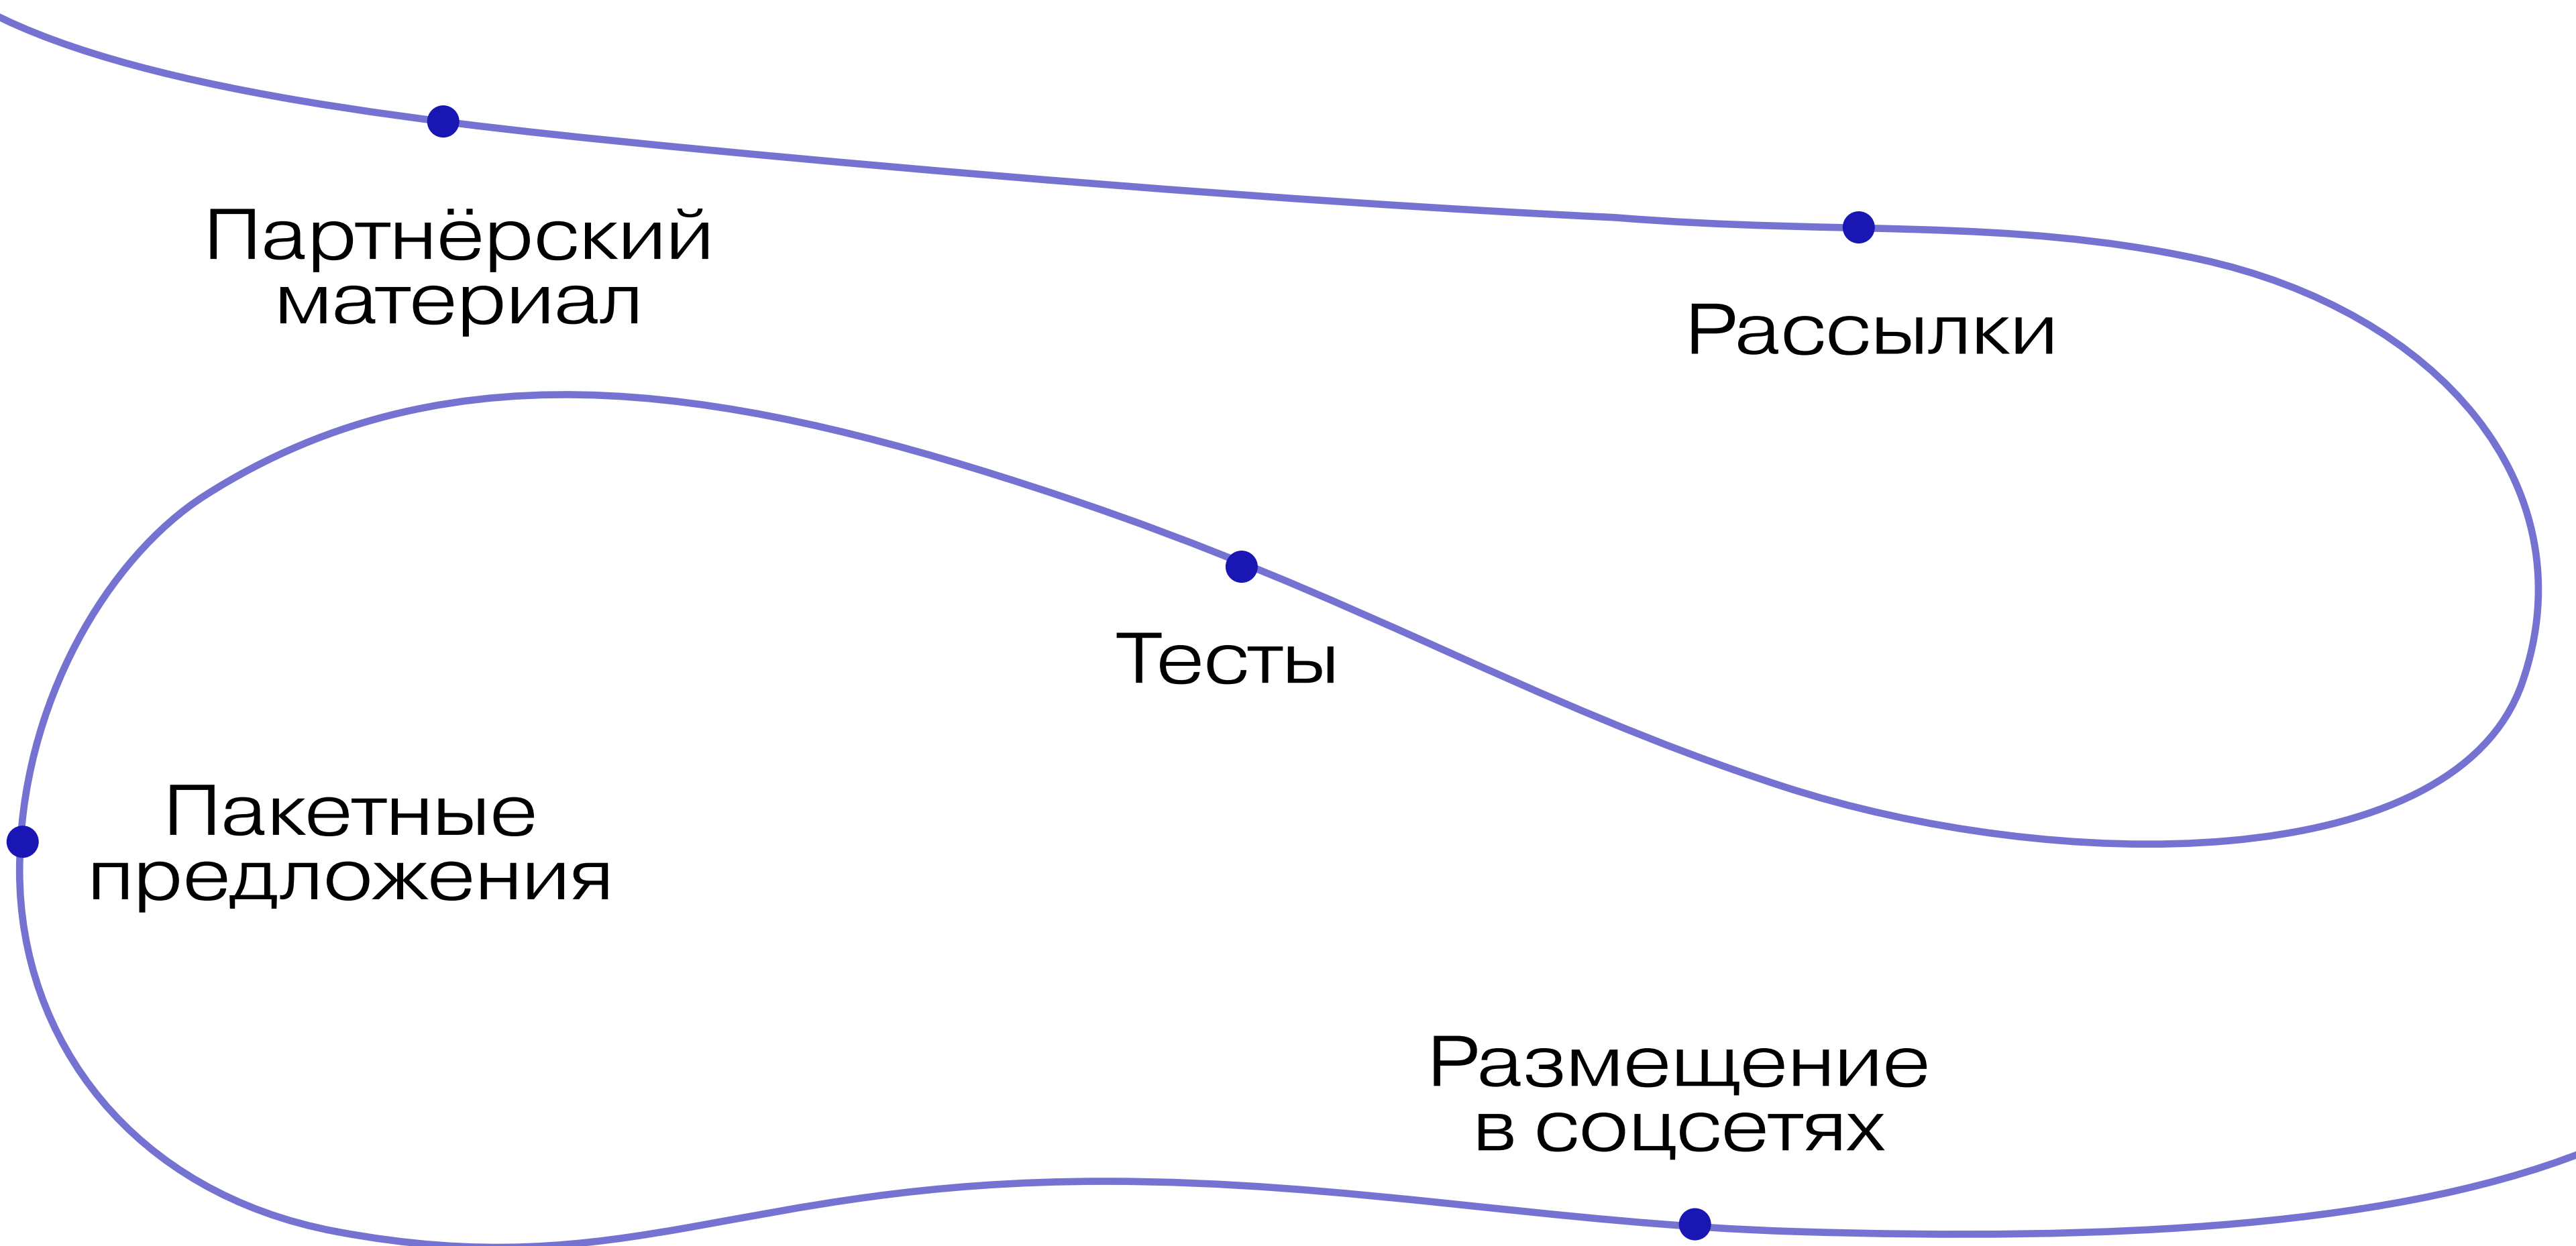 Партнёрский
материал
Рассылки
Тесты
Пакетные
предложения
Размещение
в соцсетях